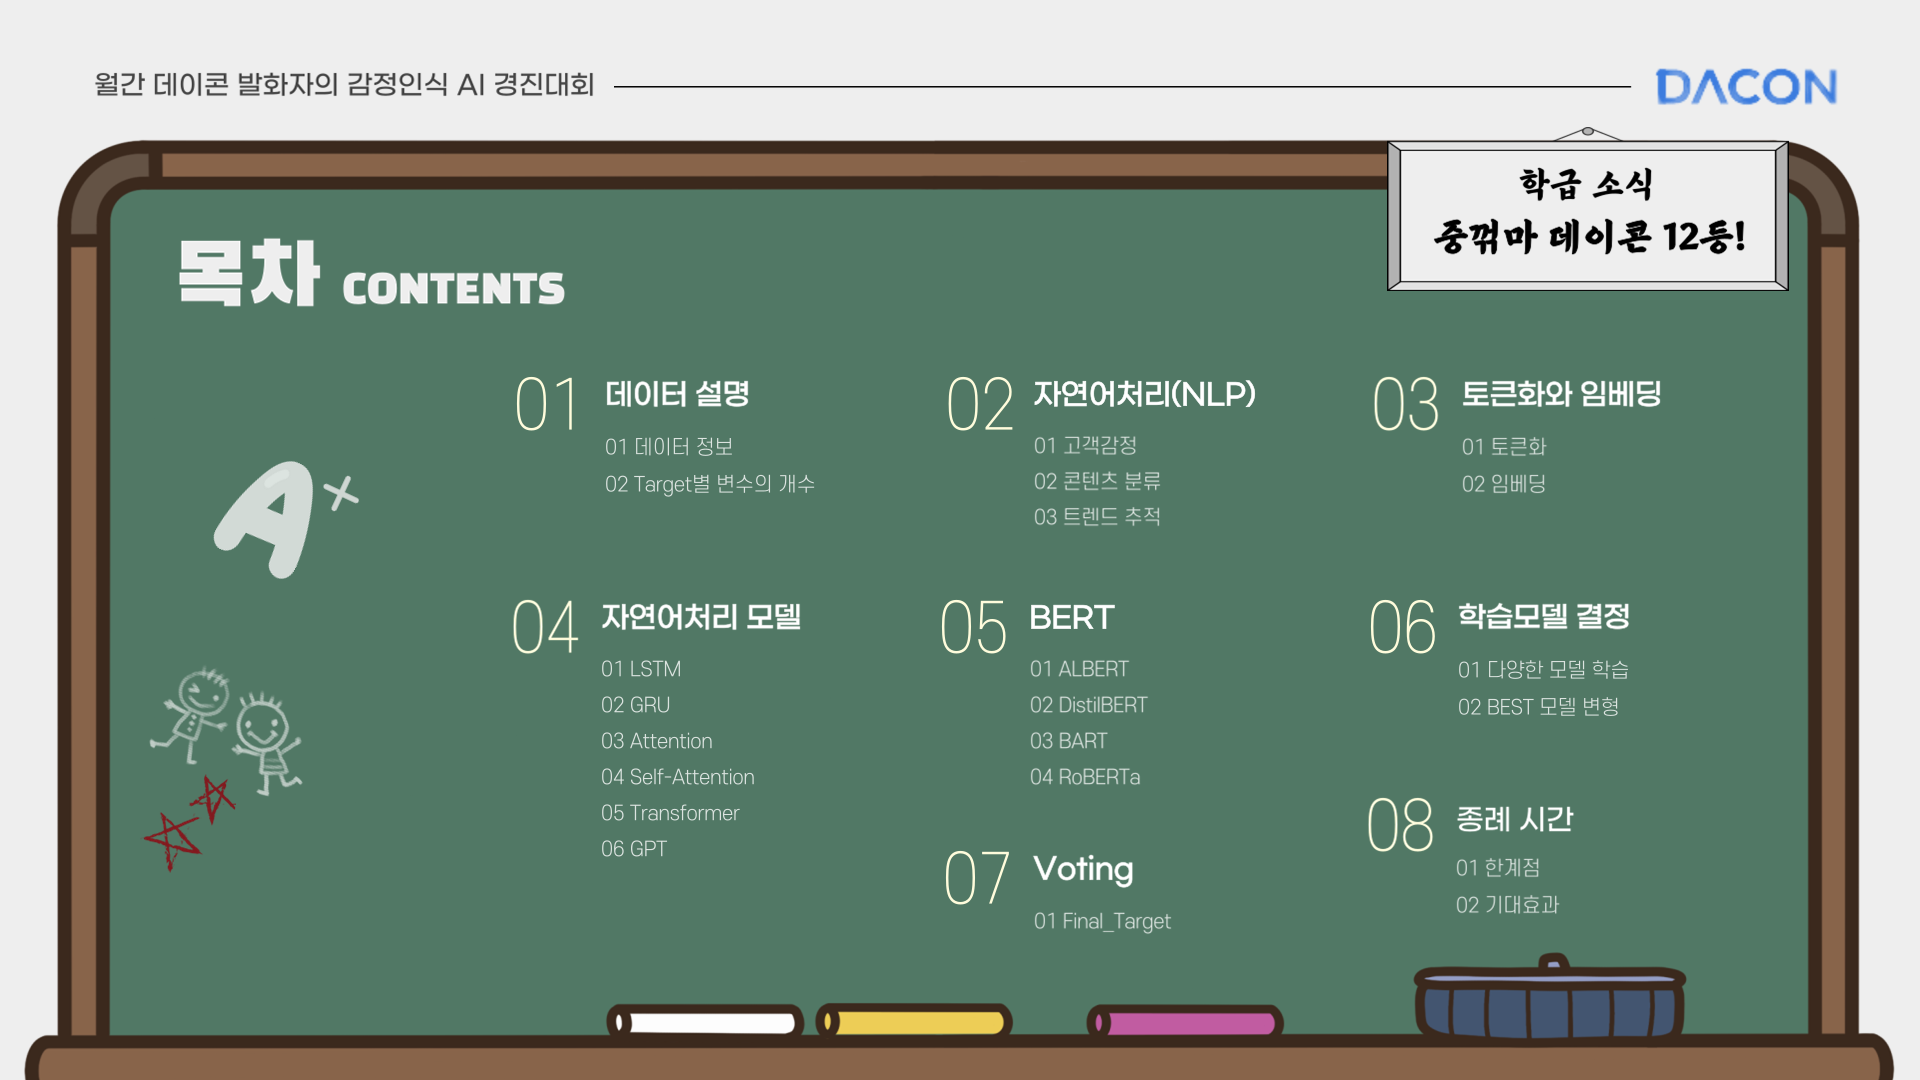 월간 데이콘 발화자의 감정인식 AI 경진대회
DACON
학급 소식
중꺾마 데이콘 12등!
목차 CONTENTS
A+
01 데이터 설명
01 데이터 정보
02 Target별 변수의 개수
02 자연어처리(NLP)
01 고객감정
02 콘텐츠 분류
03 트렌드 추적
03 토큰화와 임베딩
01 토큰화
02 임베딩
04 자연어처리 모델
01 LSTM
02 GRU
03 Attention
04 Self-Attention
05 Transformer
06 GPT
05 BERT
01 ALBERT
02 DistilBERT
03 BART
04 RoBERTa
06 학습모델 결정
01 다양한 모델 학습
02 BEST 모델 변형
07 Voting
01 Final_Target
08 종례 시간
01 한계점
02 기대효과